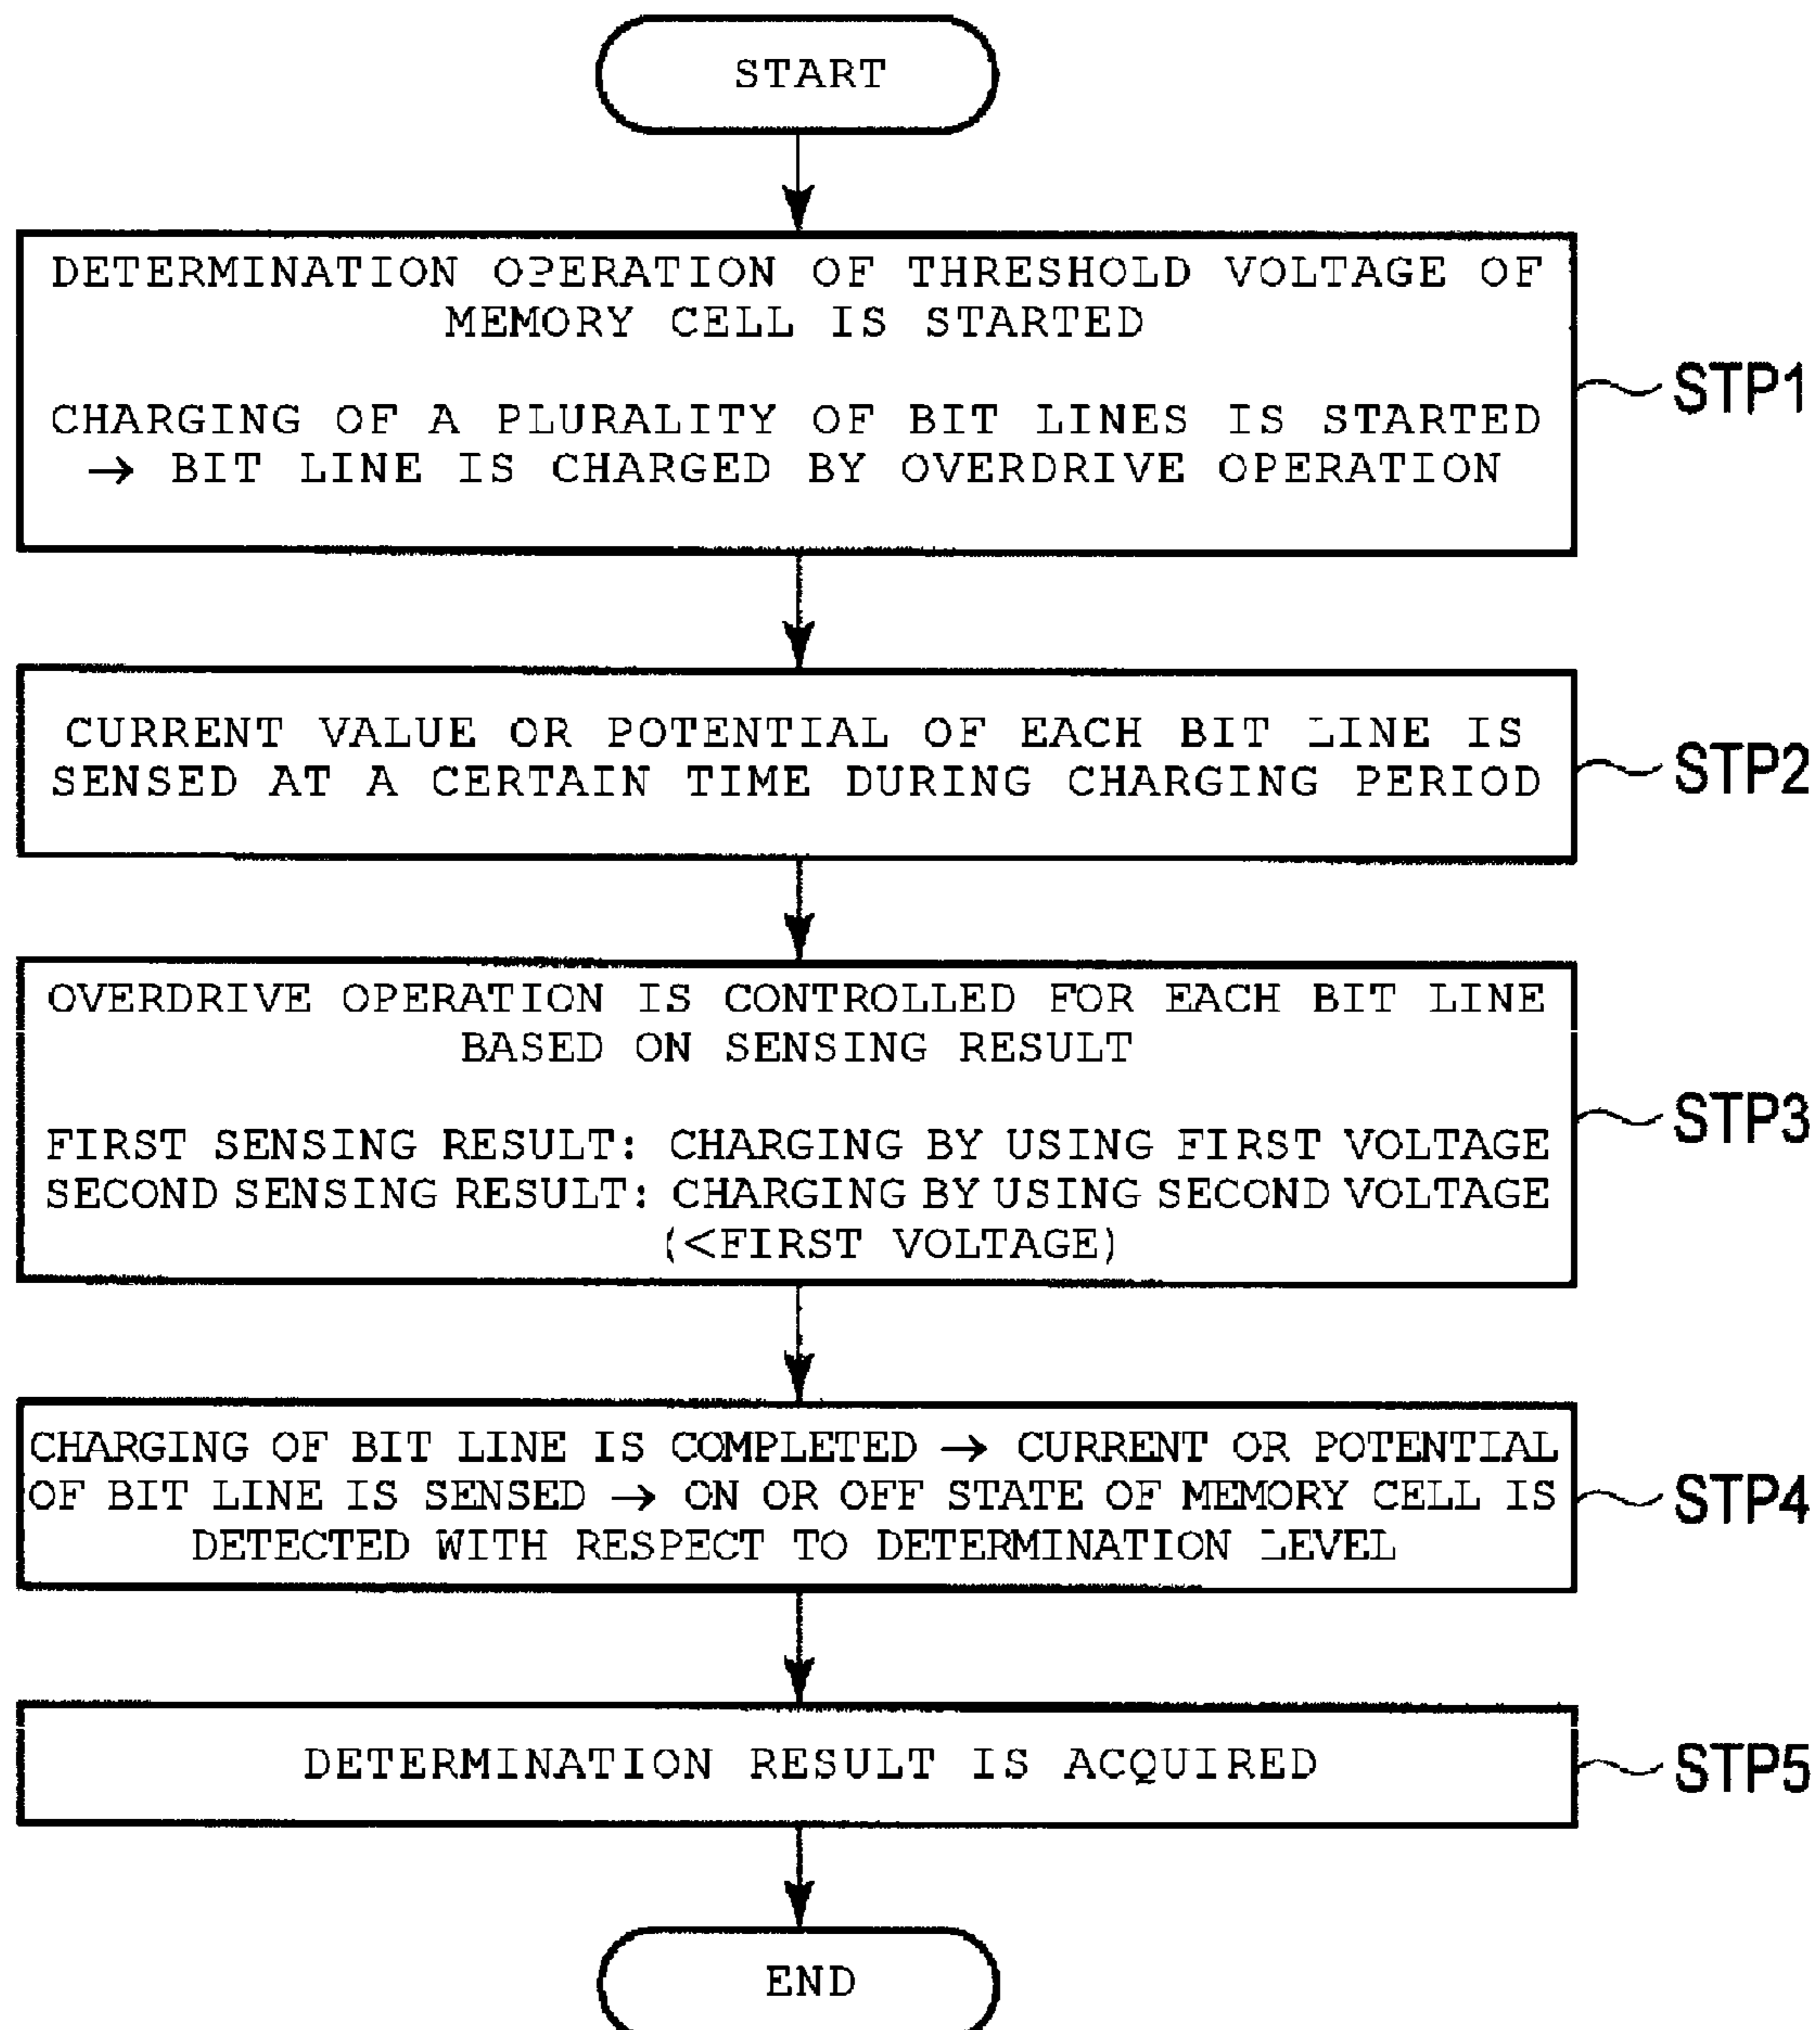 START
DETERMINATION OPERATION OF THRESHOLD VOLTAGE OF
MEMORY CELL IS STARTED
CHARGING OF A PLURALITY OF BIT LINES IS STARTED
→ BIT LINE IS CHARGED BY OVERDRIVE OPERATION
STP1
CURRENT VALUE OR POTENTIAL OF EACH BIT LINE IS
SENSED AT A CERTAIN TIME DURING CHARGING PERIOD
STP2
OVERDRIVE OPERATION IS CONTROLLED FOR EACH BIT LINE
BASED ON SENSING RESULT
FIRST SENSING RESULT: CHARGING BY USING FIRST VOLTAGE
SECOND SENSING RESULT: CHARGING BY USING SECOND VOLTAGE
(<FIRST VOLTAGE)
STP3
CHARGING OF BIT LINE IS COMPLETED → CURRENT OR POTENTIAL
OF BIT LINE IS SENSED → ON OR OFF STATE OF MEMORY CELL IS
DETECTED WITH RESPECT TO DETERMINATION LEVEL
STP4
DETERMINATION RESULT IS ACQUIRED
STP5
END